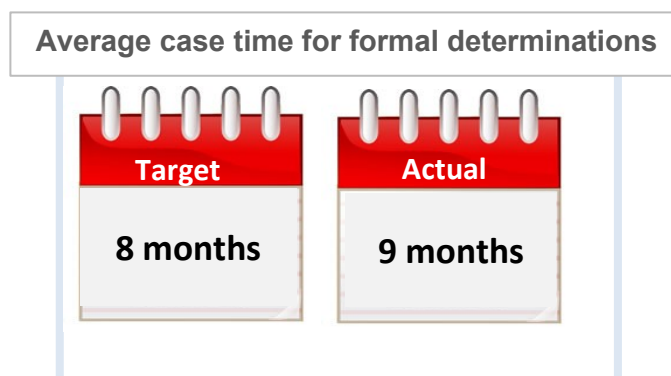 Average case time for formal determinations
Target
8 months
Actual
9 months